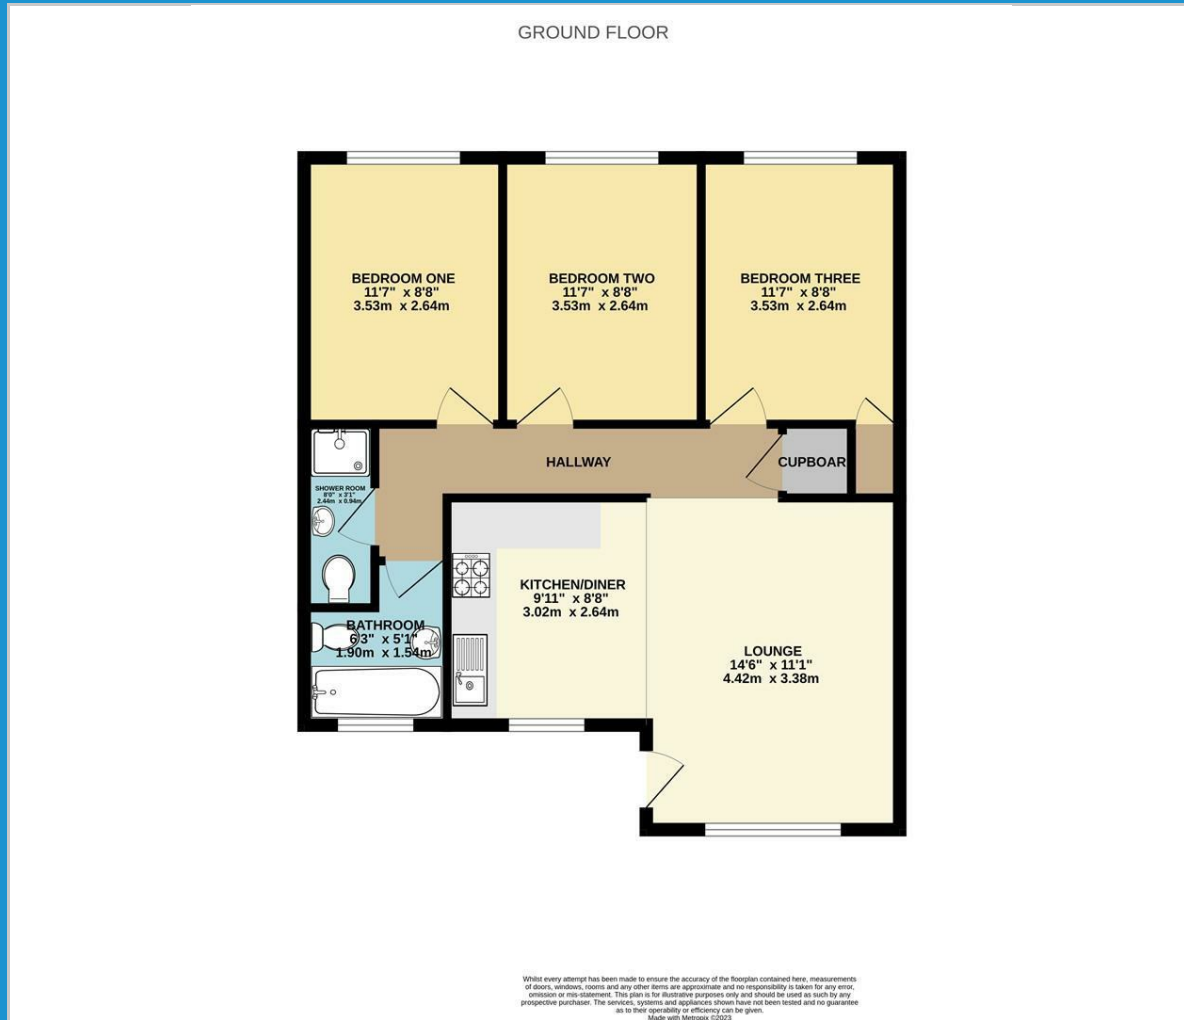 GROUND FLOOR
BEDROOM ONE
11'7" x 8'8"
3.53m x 2.64m
BEDROOM TWO
11'7" x 8'8"
3.53m x 2.64m
BEDROOM THREE
11'7" x 8'8"
3.53m x 2.64m
HALLWAY
CUPBOAR
SHOWER ROOM
8'0" x 3'1"
2.44m x 0.94m
KITCHEN/DINER
9'11" x 8'8"
3.02m x 2.64m
BATHROOM
6'3" x 5'1"
1.90m x 1.54m
LOUNGE
14'6" x 11'1"
4.42m x 3.38m
Whilst every attempt has been made to ensure the accuracy of the floorplan contained here, measurements
of doors, windows, rooms and any other items are approximate and no responsibility is taken for any error,
omission or mis-statement. This plan is for illustrative purposes only and should be used as such by any
prospective purchaser. The services, systems and appliances shown have not been tested and no guarantee
as to their operability or efficiency can be given.
Made with Metropix ©2023